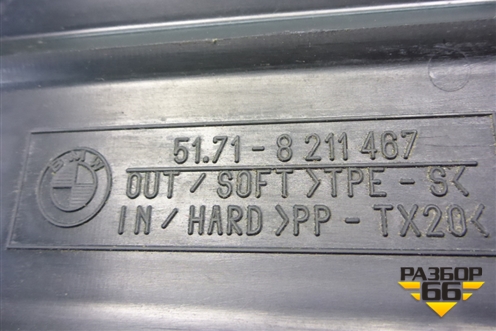 BMW
51.71 - 8 211 467
OUT / SOFT >TPE - S<
IN / HARD >PP - TX20<
РАЗБОР
66